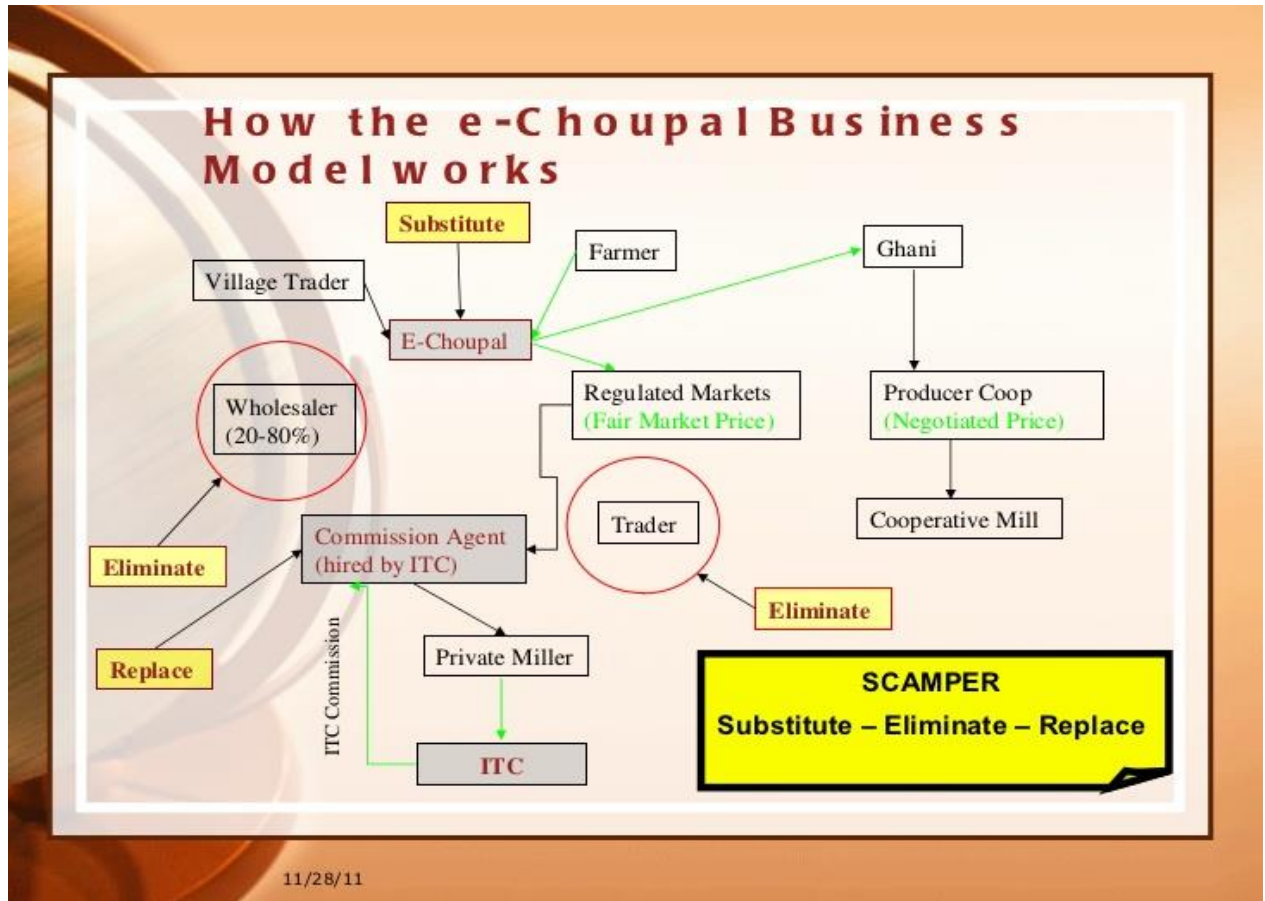 How the e-Choupal Business
Model works
Substitute
Farmer
Ghani
Village Trader
E-Choupal
Wholesaler
(20-80%)
Regulated Markets
(Fair Market Price)
Producer Coop
(Negotiated Price)
Trader
Cooperative Mill
Commission Agent
(hired by ITC)
Eliminate
Eliminate
Replace
ITC Commission
Private Miller
ITC
SCAMPER
Substitute – Eliminate – Replace
11/28/11